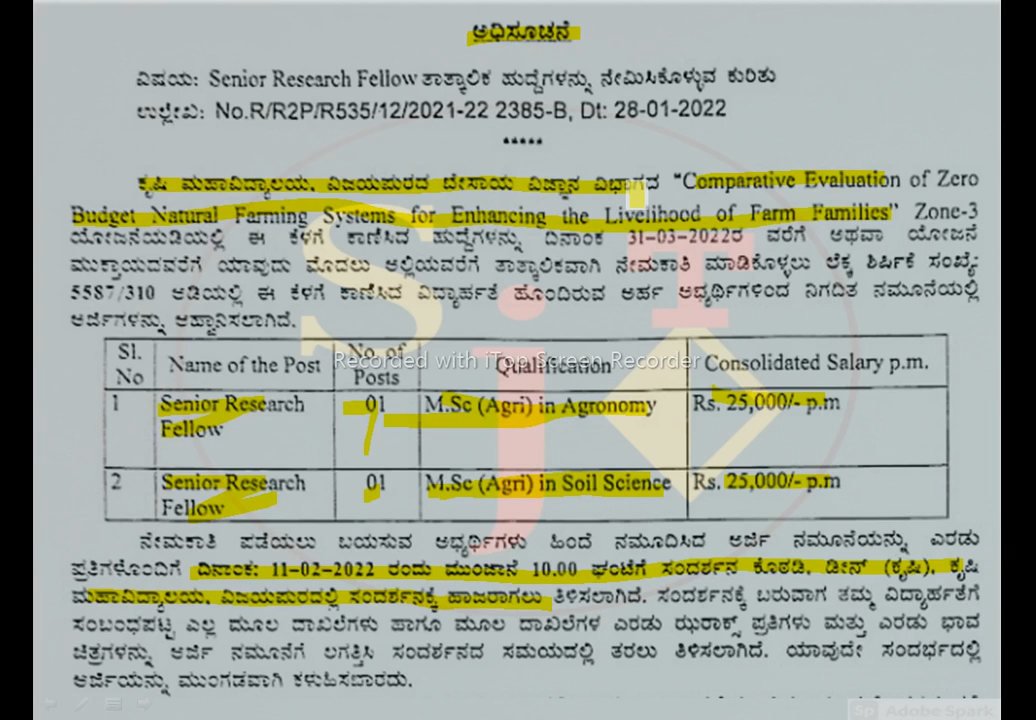 ಅಧಿಸೂಚನೆ
ವಿಷಯ: Senior Research Fellow ತಾತ್ಕಾಲಿಕ ಹುದ್ದೆಗಳನ್ನು ನೇಮಿಸಿಕೊಳ್ಳುವ ಕುರಿತು
ಉಲ್ಲೇಖ: No.R/R2P/R535/12/2021-22 2385-B, Dt: 28-01-2022
*****
ಕೃಷಿ ಮಹಾವಿದ್ಯಾಲಯ, ವಿಜಯಪುರದ ಬೇಸಾಯ ವಿಜ್ಞಾನ ವಿಭಾಗದ "Comparative Evaluation of Zero
Budget Natural Farming Systems for Enhancing the Livelihood of Farm Families" Zone-3
ಯೋಜನೆಯಡಿಯಲ್ಲಿ ಈ ಕೆಳಗೆ ಕಾಣಿಸಿದ ಹುದ್ದೆಗಳನ್ನು ದಿನಾಂಕ 31-03-2022ರ ವರೆಗೆ ಅಥವಾ ಯೋಜನೆ
ಮುಕ್ತಾಯದವರೆಗೆ ಯಾವುದು ಮೊದಲು ಅಲ್ಲಿಯವರೆಗೆ ತಾತ್ಕಾಲಿಕವಾಗಿ ನೇಮಕಾತಿ ಮಾಡಿಕೊಳ್ಳಲು ಲೆಕ್ಕ ಶಿರ್ಷಿಕೆ ಸಂಖ್ಯೆ:
5587/310 ಅಡಿಯಲ್ಲಿ ಈ ಕೆಳಗೆ ಕಾಣಿಸಿದ ವಿದ್ಯಾರ್ಹತೆ ಹೊಂದಿರುವ ಅರ್ಹ ಅಭ್ಯರ್ಥಿಗಳಿಂದ ನಿಗದಿತ ನಮೂನೆಯಲ್ಲಿ
ಅರ್ಜಿಗಳನ್ನು ಆಹ್ವಾನಿಸಲಾಗಿದೆ.
Sl. No Name of the Post No. of Posts Qualification Consolidated Salary p.m.
Recorded with iTop Screen Recorder
1 Senior Research Fellow 01 M.Sc (Agri) in Agronomy Rs. 25,000/- p.m
2 Senior Research Fellow 01 M.Sc (Agri) in Soil Science Rs. 25,000/- p.m
ನೇಮಕಾತಿ ಪಡೆಯಲು ಬಯಸುವ ಅಭ್ಯರ್ಥಿಗಳು ಹಿಂದೆ ನಮೂದಿಸಿದ ಅರ್ಜಿ ನಮೂನೆಯನ್ನು ಎರಡು
ಪ್ರತಿಗಳೊಂದಿಗೆ ದಿನಾಂಕ: 11-02-2022 ರಂದು ಮುಂಜಾನೆ 10.00 ಘಂಟೆಗೆ ಸಂದರ್ಶನ ಕೊಠಡಿ, ಡೀನ್ (ಕೃಷಿ), ಕೃಷಿ
ಮಹಾವಿದ್ಯಾಲಯ, ವಿಜಯಪುರದಲ್ಲಿ ಸಂದರ್ಶನಕ್ಕೆ ಹಾಜರಾಗಲು ತಿಳಿಸಲಾಗಿದೆ. ಸಂದರ್ಶನಕ್ಕೆ ಬರುವಾಗ ತಮ್ಮ ವಿದ್ಯಾರ್ಹತೆಗೆ
ಸಂಬಂಧಪಟ್ಟ ಎಲ್ಲ ಮೂಲ ದಾಖಲೆಗಳು ಹಾಗೂ ಮೂಲ ದಾಖಲೆಗಳ ಎರಡು ಝರಾಕ್ಸ್ ಪ್ರತಿಗಳು ಮತ್ತು ಎರಡು ಭಾವ
ಚಿತ್ರಗಳನ್ನು ಅರ್ಜಿ ನಮೂನೆಗೆ ಲಗತ್ತಿಸಿ ಸಂದರ್ಶನದ ಸಮಯದಲ್ಲಿ ತರಲು ತಿಳಿಸಲಾಗಿದೆ. ಯಾವುದೇ ಸಂದರ್ಭದಲ್ಲಿ
ಅರ್ಜಿಯನ್ನು ಮುಂಗಡವಾಗಿ ಕಳುಹಿಸಬಾರದು.
Sp Adobe Spark